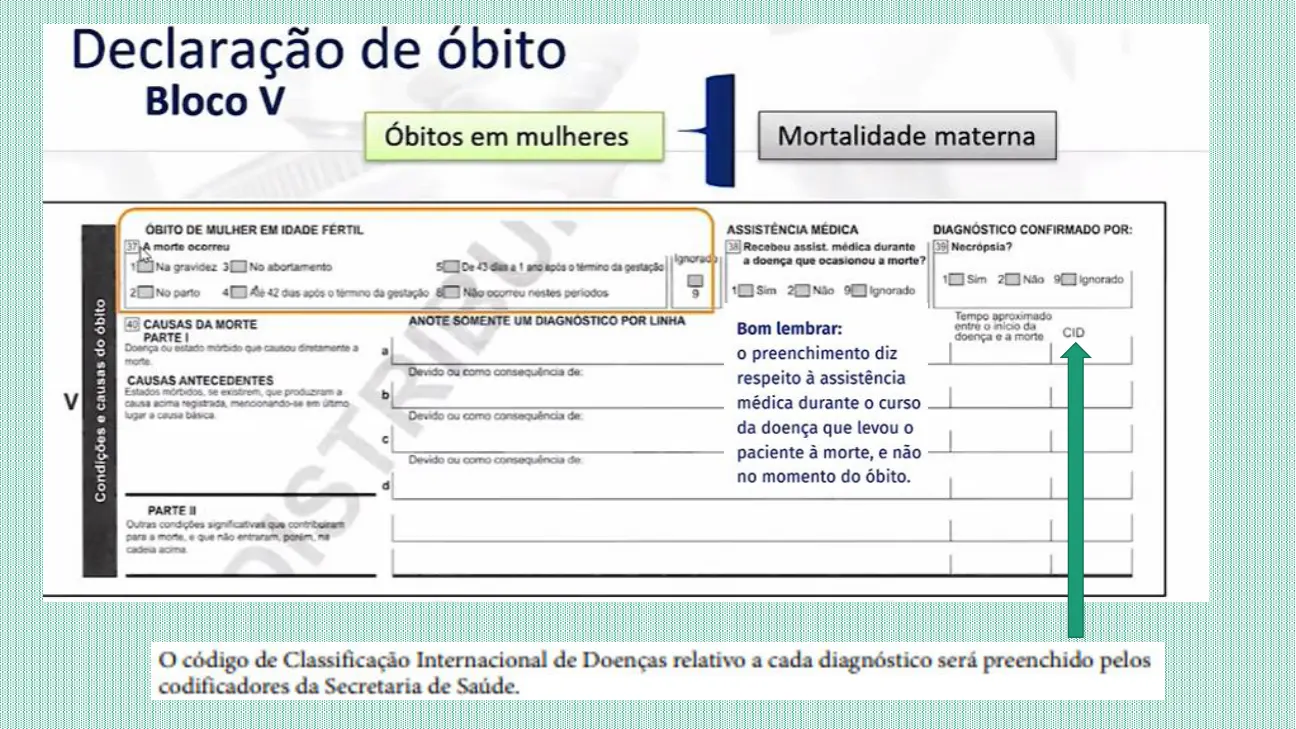 Declaração de óbito
Bloco V
Óbitos em mulheres
Mortalidade materna
ÓBITO DE MULHER EM IDADE FÉRTIL
37 A morte ocorreu
1 Na gravidez 3 No abortamento 5 De 43 dias a 1 ano após o término da gestação
2 No parto 4 Até 42 dias após o término da gestação 8 Não ocorreu nestes períodos
Ignorado
9
ASSISTÊNCIA MÉDICA
38 Recebeu assist. médica durante
a doença que ocasionou a morte?
1 Sim 2 Não 9 Ignorado
DIAGNÓSTICO CONFIRMADO POR:
39 Necrópsia?
1 Sim 2 Não 9 Ignorado
V
Condições e causas do óbito
40 CAUSAS DA MORTE
PARTE I
Doença ou estado mórbido que causou diretamente a
morte.
CAUSAS ANTECEDENTES
Estados mórbidos, se existirem, que produziram a
causa acima registrada, mencionando-se em último
lugar a causa básica.
PARTE II
Outras condições significativas que contribuíram
para a morte, e que não entraram, porém, na
cadeia acima.
ANOTE SOMENTE UM DIAGNÓSTICO POR LINHA
a
Devido ou como consequência de:
b
Devido ou como consequência de:
c
Devido ou como consequência de:
d
Bom lembrar:
o preenchimento diz
respeito à assistência
médica durante o curso
da doença que levou o
paciente à morte, e não
no momento do óbito.
Tempo aproximado
entre o início da
doença e a morte
CID
DISTRIBU
O código de Classificação Internacional de Doenças relativo a cada diagnóstico será preenchido pelos
codificadores da Secretaria de Saúde.